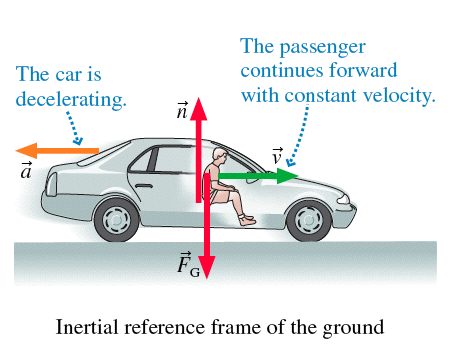 The passenger
continues forward
with constant velocity.
The car is
decelerating.
n⃗
v⃗
a⃗
F⃗G
Inertial reference frame of the ground